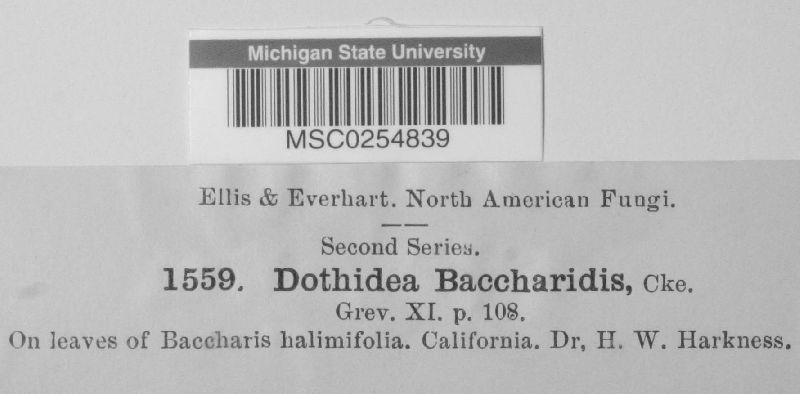 Michigan State University
MSC0254839
Ellis & Everhart. North American Fungi.
Second Series.
1559. Dothidea Baccharidis, Cke.
Grev. XI. p. 108.
On leaves of Baccharis halimifolia. California. Dr, H. W. Harkness.